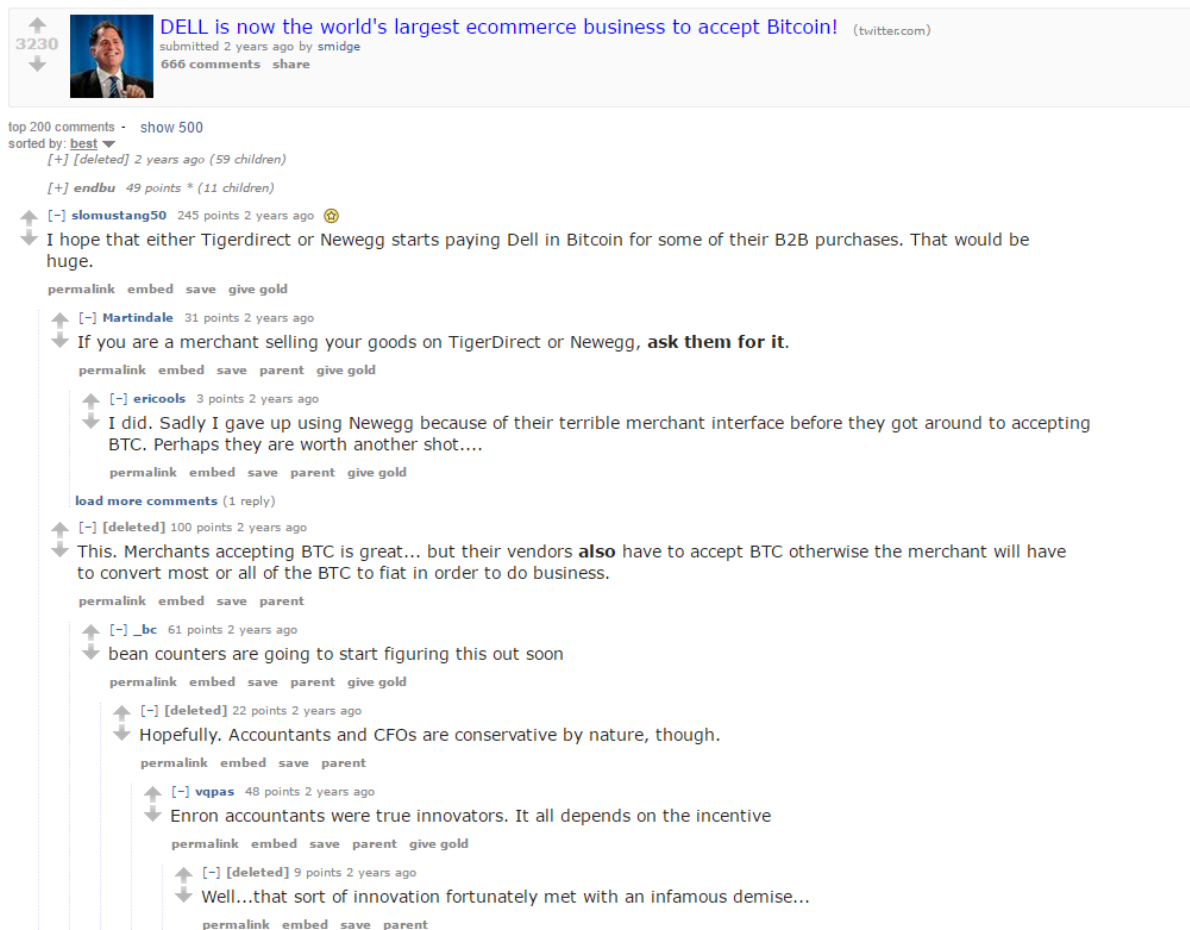 DELL is now the world's largest ecommerce business to accept Bitcoin! (twitter.com)
3230
submitted 2 years ago by smidge
666 comments share
top 200 comments - show 500
sorted by: best
[+] [deleted] 2 years ago (59 children)
[+] endbu 49 points * (11 children)
[-] slomustang50 245 points 2 years ago
I hope that either Tigerdirect or Newegg starts paying Dell in Bitcoin for some of their B2B purchases. That would be
huge.
permalink embed save give gold
[-] Martindale 31 points 2 years ago
If you are a merchant selling your goods on TigerDirect or Newegg, ask them for it.
permalink embed save parent give gold
[-] ericools 3 points 2 years ago
I did. Sadly I gave up using Newegg because of their terrible merchant interface before they got around to accepting
BTC. Perhaps they are worth another shot....
permalink embed save parent give gold
load more comments (1 reply)
[-] [deleted] 100 points 2 years ago
This. Merchants accepting BTC is great... but their vendors also have to accept BTC otherwise the merchant will have
to convert most or all of the BTC to fiat in order to do business.
permalink embed save parent
[-] _bc 61 points 2 years ago
bean counters are going to start figuring this out soon
permalink embed save parent give gold
[-] [deleted] 22 points 2 years ago
Hopefully. Accountants and CFOs are conservative by nature, though.
permalink embed save parent
[-] vqpas 48 points 2 years ago
Enron accountants were true innovators. It all depends on the incentive
permalink embed save parent give gold
[-] [deleted] 9 points 2 years ago
Well...that sort of innovation fortunately met with an infamous demise...
permalink embed save parent